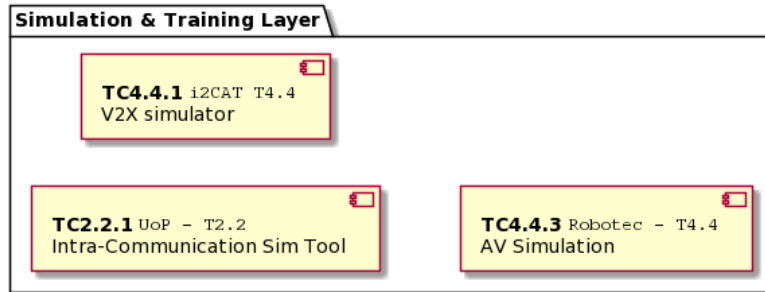 Simulation & Training Layer
TC4.4.1 i2CAT T4.4
V2X simulator
TC2.2.1 UoP - T2.2
Intra-Communication Sim Tool
TC4.4.3 Robotec - T4.4
AV Simulation